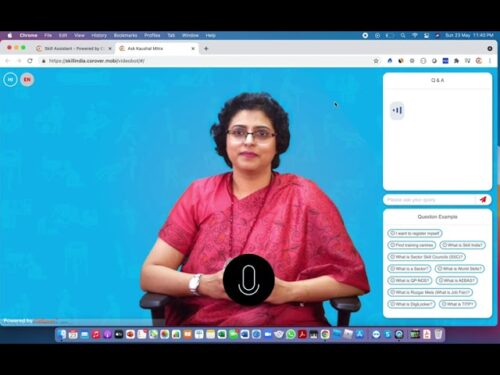 Chrome File Edit View History Bookmarks Profiles Tab Window Help Sun 23 May 11:40 PM
Skill Assistant - Powered by C
Ask Kaushal Mitra
https://skillindia.corover.mobi/videobot/#/
HI EN
Q & A
Please ask your query
Question Example
I want to register myself
Find training centres
What is Skill India?
What is Sector Skill Councils (SSC)?
What is a Sector?
What is World Skills?
What is QP NOS?
What is AEBAS?
What is Rozgar Mela (What is Job Fair)?
What is DigiLocker?
What is TITP?
Powered by